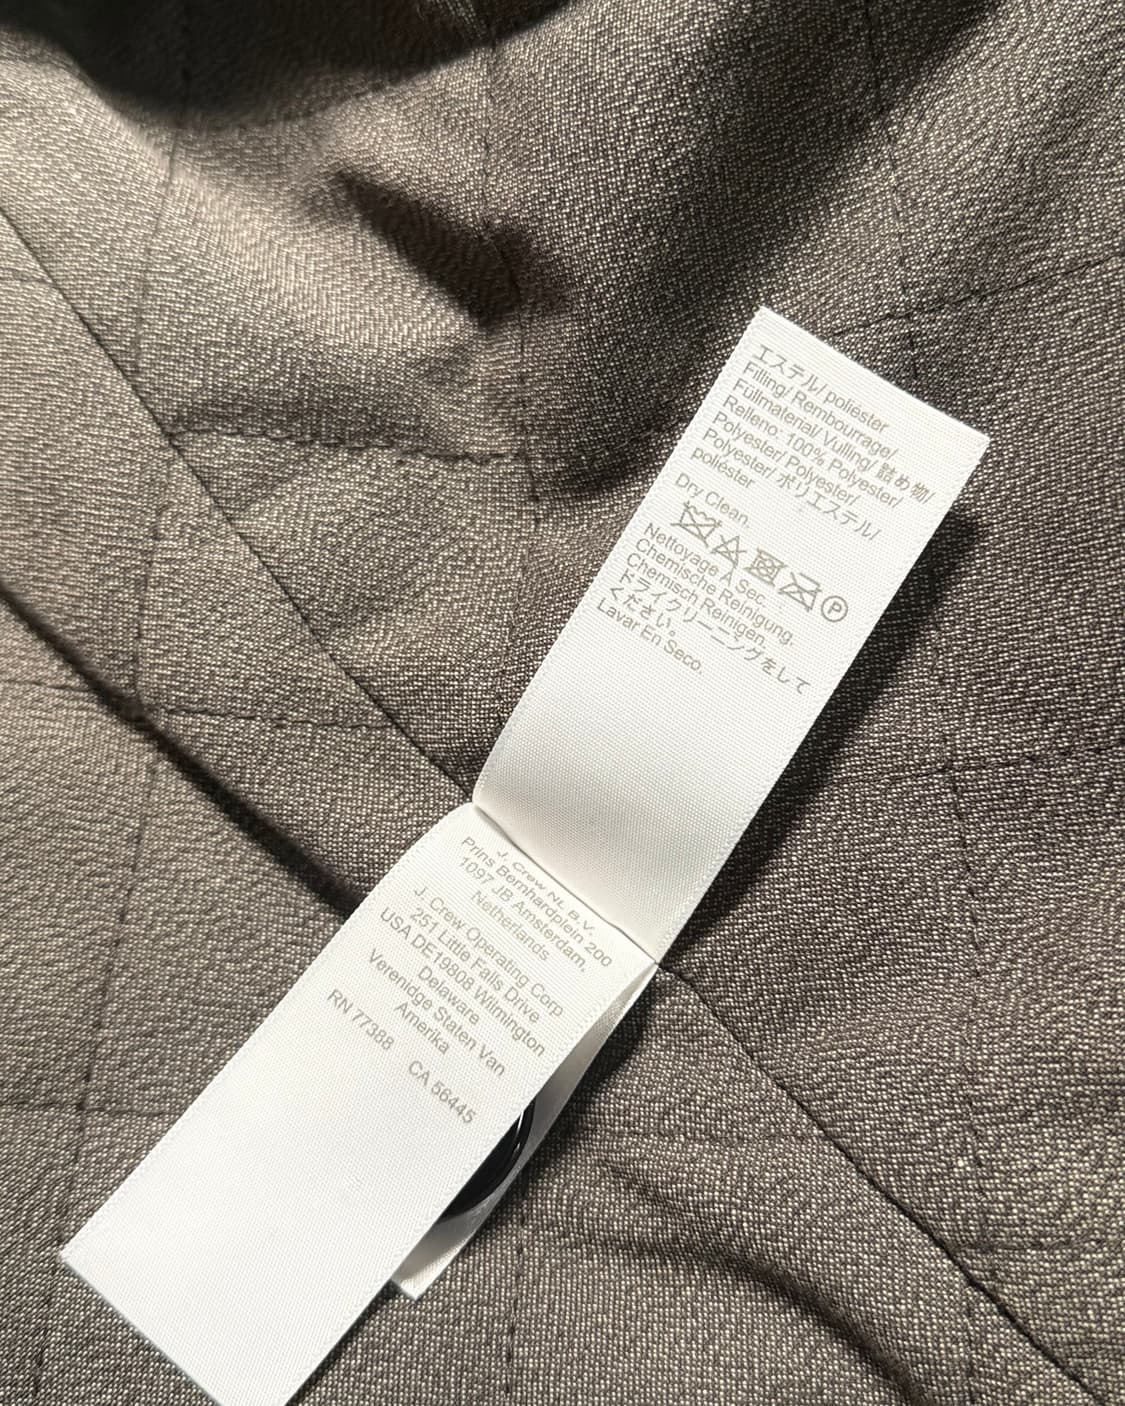 エステル/ poliéster
Filling/ Rembourrage/
Füllmaterial/ Vulling/ 詰め物/
Relleno: 100% Polyester/
Polyester/ Polyester/
Polyester/ ポリエステル/
poliéster
Dry Clean.
P
Nettoyage À Sec.
Chemische Reinigung.
Chemisch Reinigen.
ドライクリーニングをして
ください。
Lavar En Seco.
J. Crew NL B.V.
Prins Bernhardplein 200
1097 JB Amsterdam,
Netherlands
J. Crew Operating Corp
251 Little Falls Drive
USA DE19808 Wilmington
Delaware
Verenidge Staten Van
Amerika
RN 77388 CA 56445